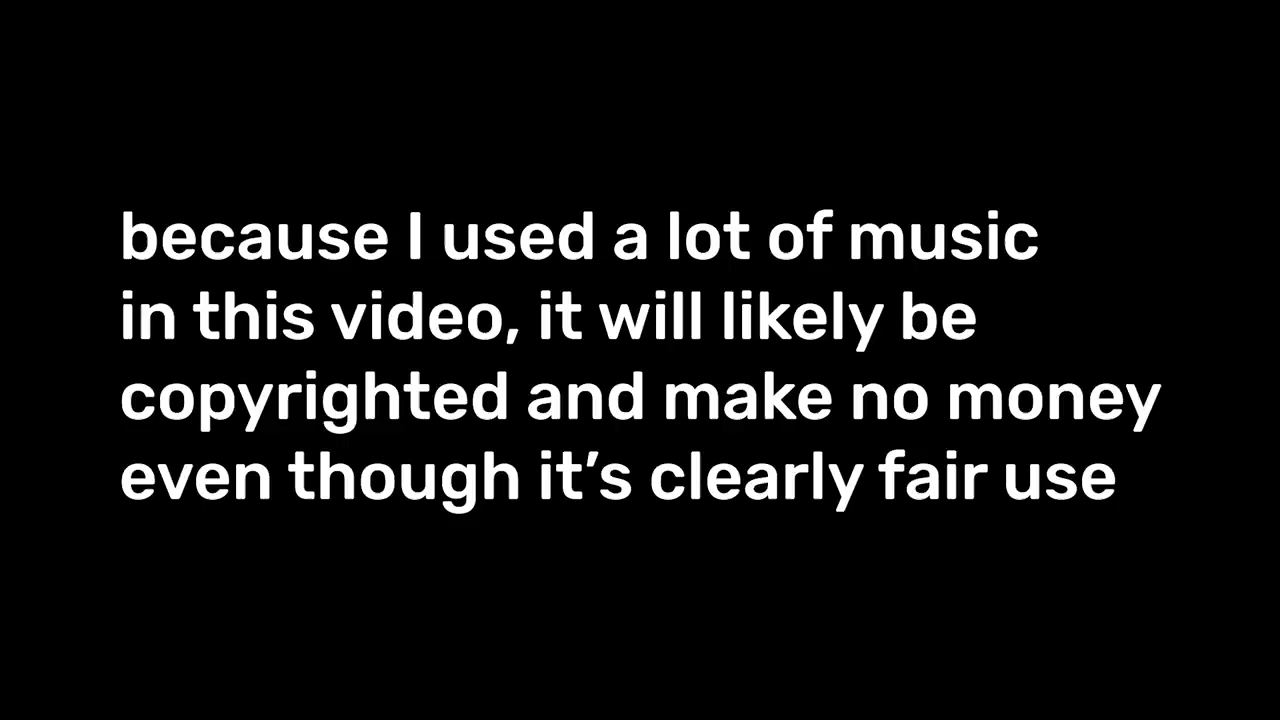 because I used a lot of music
in this video, it will likely be
copyrighted and make no money
even though it’s clearly fair use